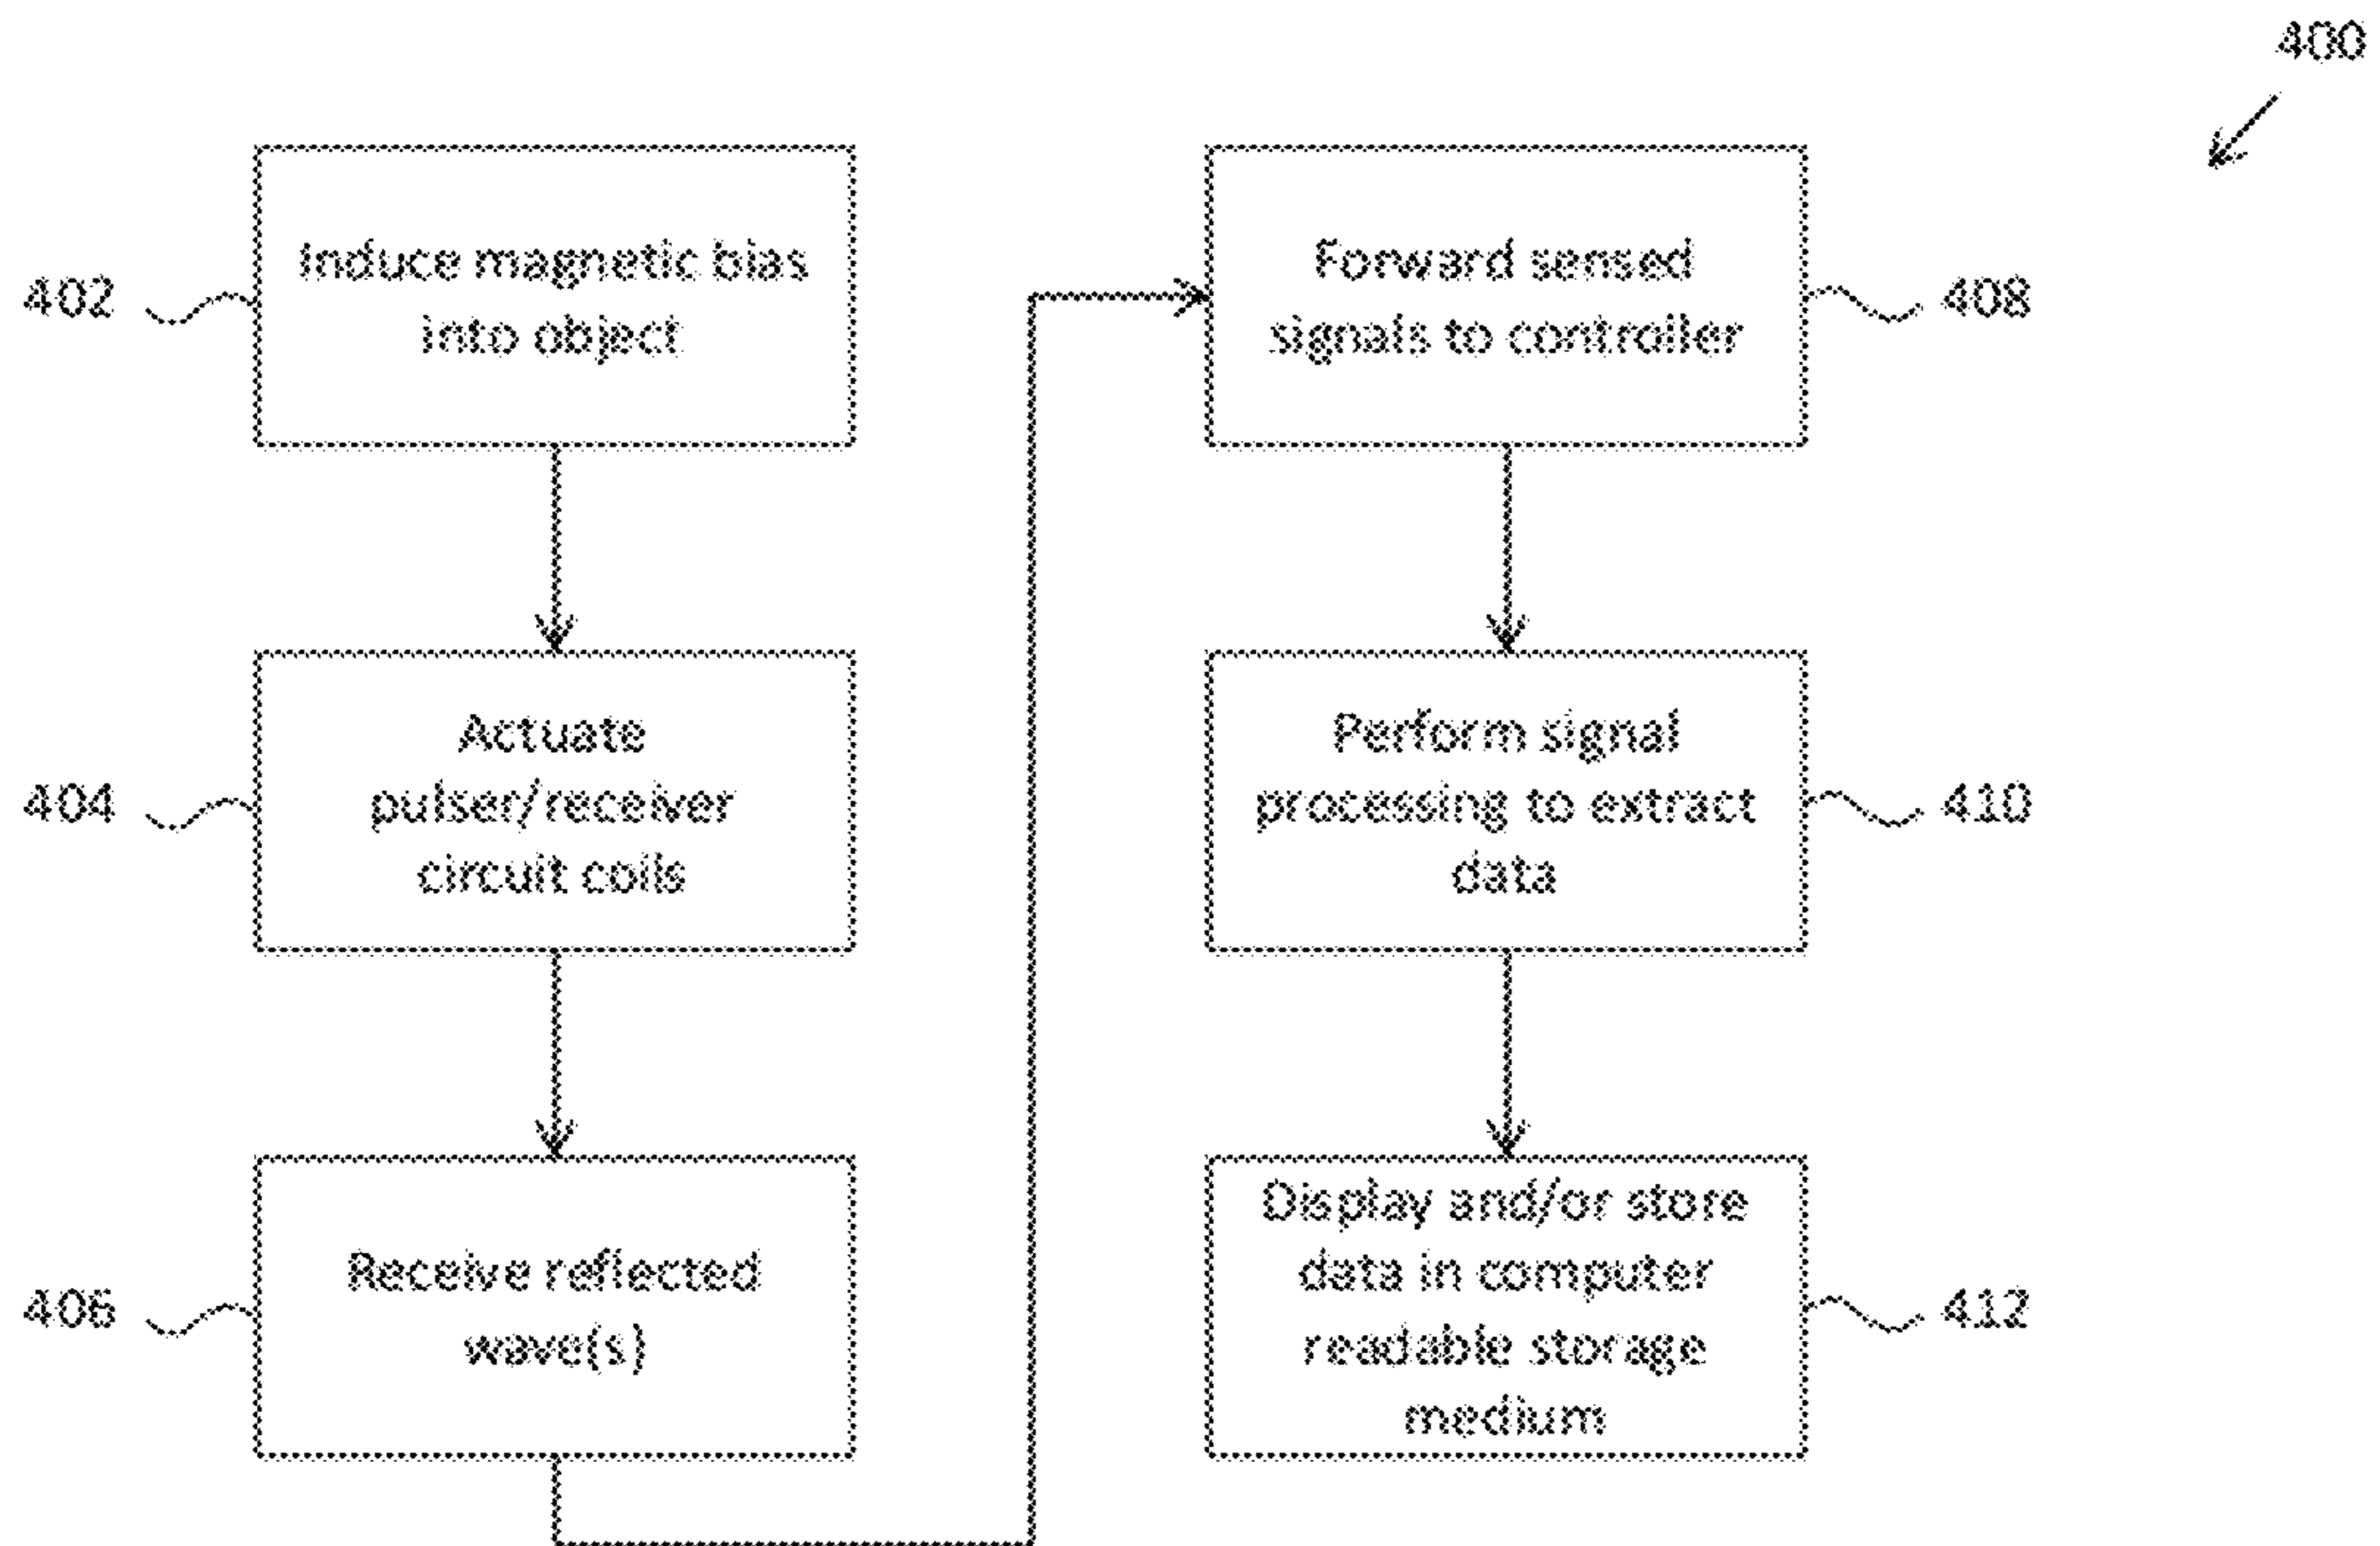 400
402
Induce magnetic bias
into object
404
Actuate
pulser/receiver
circuit coils
406
Receive reflected
wave(s)
Forward sensed
signals to controller
408
Perform signal
processing to extract
data
410
Display and/or store
data in computer
readable storage
medium
412